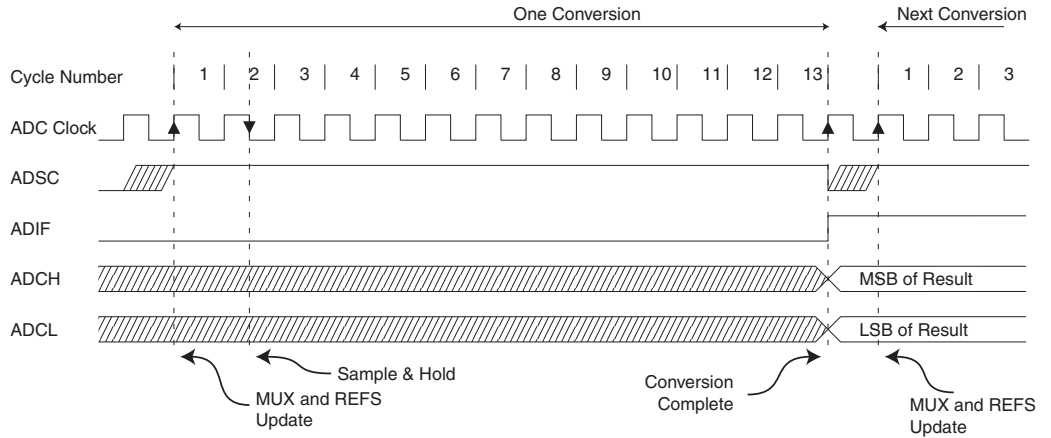 One Conversion
Next Conversion
Cycle Number
1 2 3 4 5 6 7 8 9 10 11 12 13 1 2 3
ADC Clock
ADSC
ADIF
ADCH
MSB of Result
ADCL
LSB of Result
Sample & Hold
MUX and REFS
Update
Conversion
Complete
MUX and REFS
Update